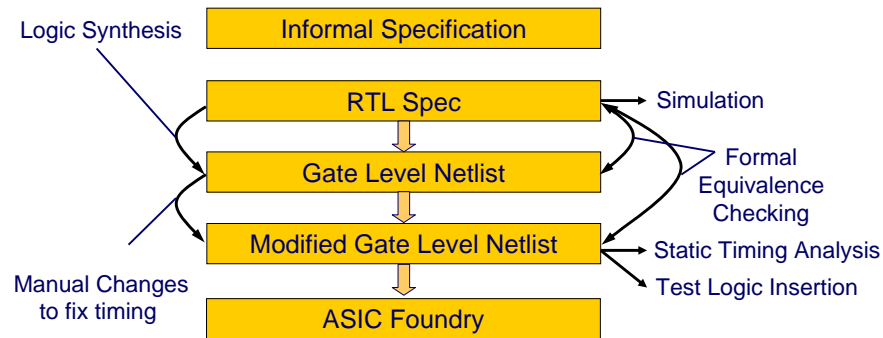 Logic Synthesis
Informal Specification
RTL Spec
Simulation
Gate Level Netlist
Formal
Equivalence
Checking
Modified Gate Level Netlist
Static Timing Analysis
Manual Changes
to fix timing
Test Logic Insertion
ASIC Foundry